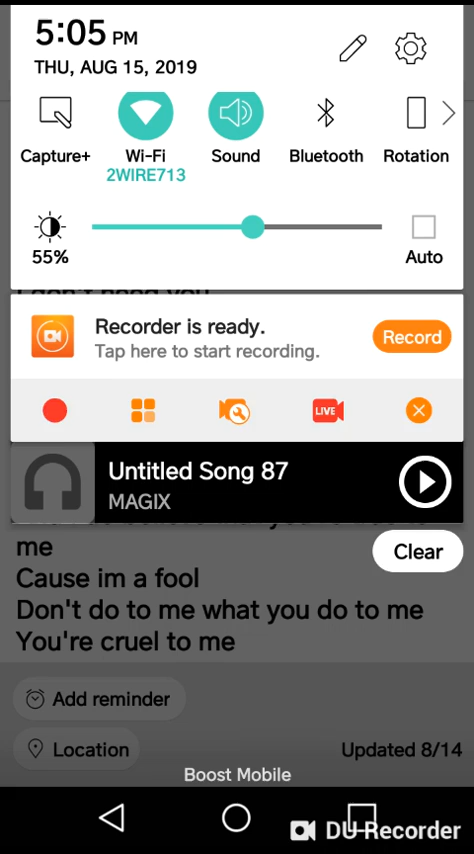 5:05 PM
THU, AUG 15, 2019
Capture+
Wi-Fi
2WIRE713
Sound
Bluetooth
Rotation
55%
Auto
I don't need you
Recorder is ready.
Tap here to start recording.
Record
LIVE
Untitled Song 87
MAGIX
me
Clear
Cause im a fool
Don't do to me what you do to me
You're cruel to me
Add reminder
Location
Updated 8/14
Boost Mobile
DU Recorder